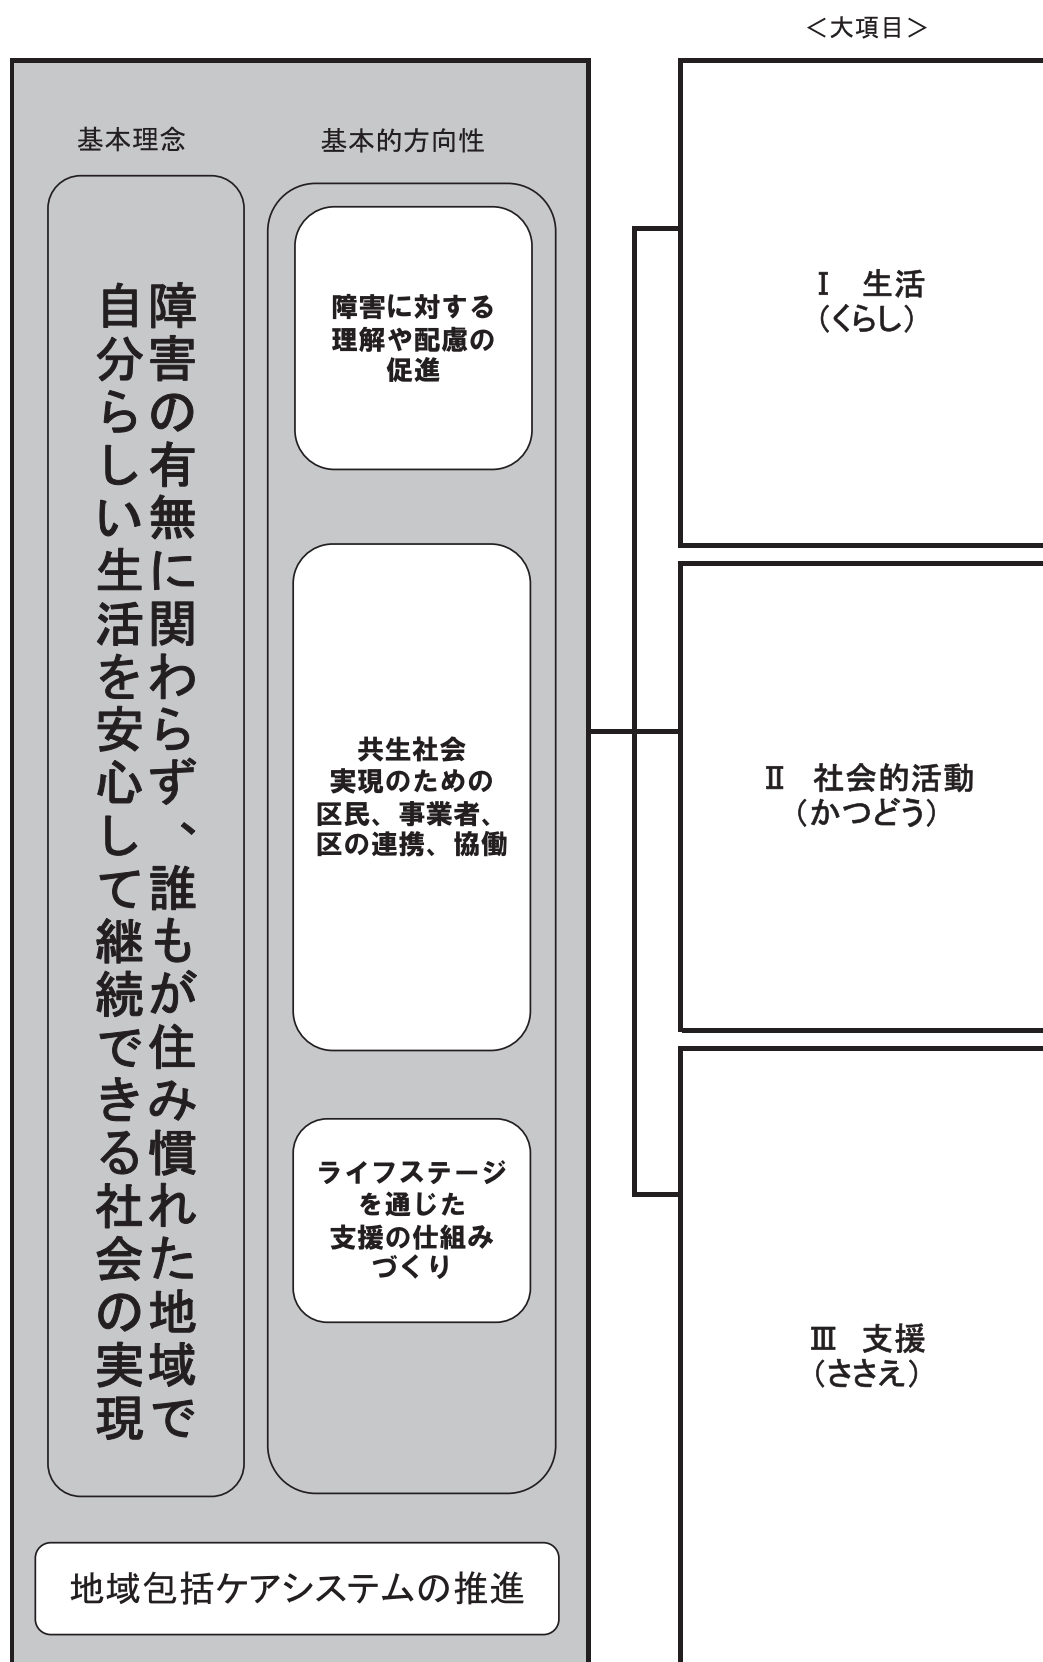 ＜大項目＞
基本理念
障害の有無に関わらず、誰もが住み慣れた地域で
自分らしい生活を安心して継続できる社会の実現
基本的方向性
障害に対する
理解や配慮の
促進
共生社会
実現のための
区民、事業者、
区の連携、協働
ライフステージ
を通じた
支援の仕組み
づくり
地域包括ケアシステムの推進
Ⅰ　生活
（くらし）
Ⅱ　社会的活動
（かつどう）
Ⅲ　支援
（ささえ）